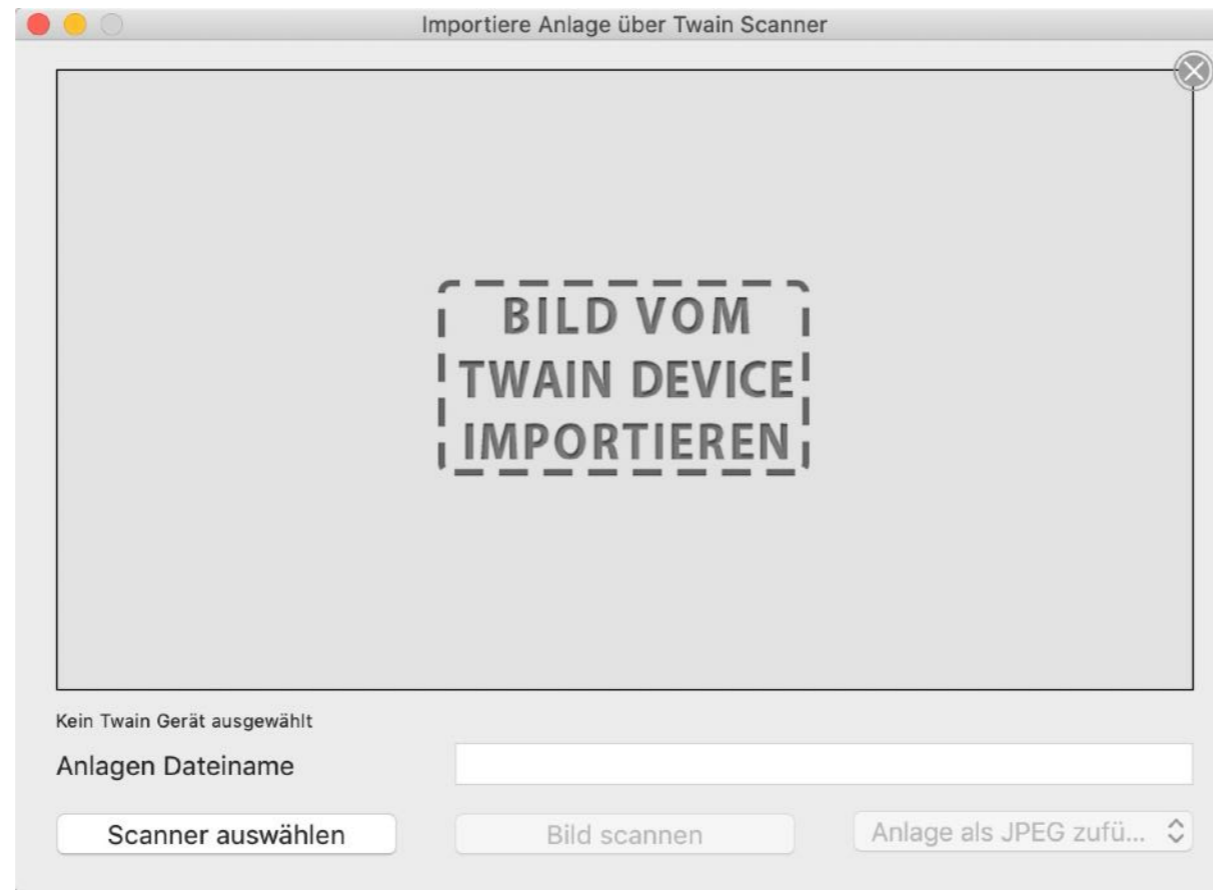 Importiere Anlage über Twain Scanner
BILD VOM
TWAIN DEVICE
IMPORTIEREN
Kein Twain Gerät ausgewählt
Anlagen Dateiname
Scanner auswählen
Bild scannen
Anlage als JPEG zufü...